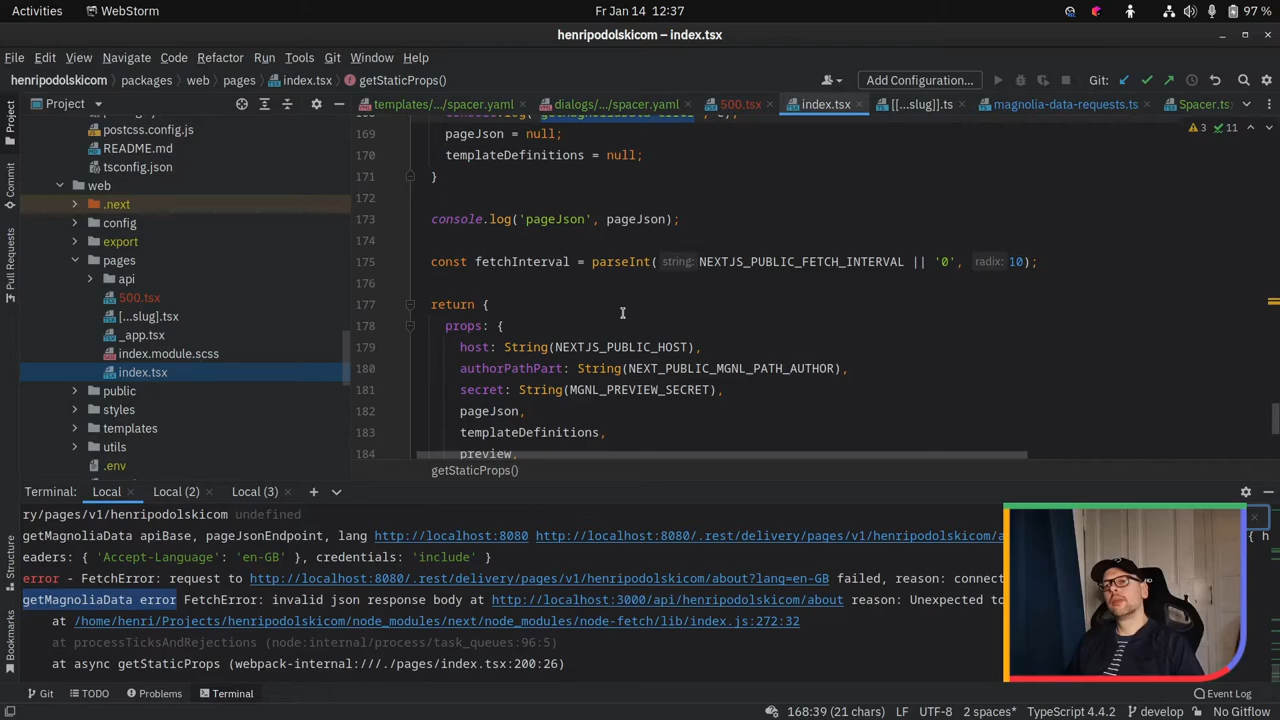 Activities
WebStorm
Fr Jan 14 12:37
97 %
henripodolskicom – index.tsx
File Edit View Navigate Code Refactor Run Tools Git Window Help
henripodolskicom
packages
web
pages
index.tsx
getStaticProps()
Add Configuration...
Git:
Project
templates/.../spacer.yaml
dialogs/.../spacer.yaml
500.tsx
index.tsx
[[...slug]].ts
magnolia-data-requests.ts
Spacer.ts
3
11
Project
Commit
Pull Requests
Structure
Bookmarks
postcss.config.js
README.md
tsconfig.json
web
.next
config
export
pages
api
500.tsx
[...slug].tsx
_app.tsx
index.module.scss
index.tsx
public
styles
templates
utils
.env
169 pageJson = null;
170 templateDefinitions = null;
171 }
172
173 console.log('pageJson', pageJson);
174
175 const fetchInterval = parseInt( string: NEXTJS_PUBLIC_FETCH_INTERVAL || '0', radix: 10);
176
177 return {
178 props: {
179 host: String(NEXTJS_PUBLIC_HOST),
180 authorPathPart: String(NEXT_PUBLIC_MGNL_PATH_AUTHOR),
181 secret: String(MGNL_PREVIEW_SECRET),
182 pageJson,
183 templateDefinitions,
184 preview,
getStaticProps()
Terminal: Local Local (2) Local (3)
ry/pages/v1/henripodolskicom undefined
getMagnoliaData apiBase, pageJsonEndpoint, lang http://localhost:8080 http://localhost:8080/.rest/delivery/pages/v1/henripodolskicom/a
{ h
eaders: { 'Accept-Language': 'en-GB' }, credentials: 'include' }
error - FetchError: request to http://localhost:8080/.rest/delivery/pages/v1/henripodolskicom/about?lang=en-GB failed, reason: connect
getMagnoliaData error FetchError: invalid json response body at http://localhost:3000/api/henripodolskicom/about reason: Unexpected to
at /home/henri/Projects/henripodolskicom/node_modules/next/node_modules/node-fetch/lib/index.js:272:32
at processTicksAndRejections (node:internal/process/task_queues:96:5)
at async getStaticProps (webpack-internal:///./pages/index.tsx:200:26)
Git
TODO
Problems
Terminal
Event Log
168:39 (21 chars) LF UTF-8 2 spaces* TypeScript 4.4.2 develop No Gitflow